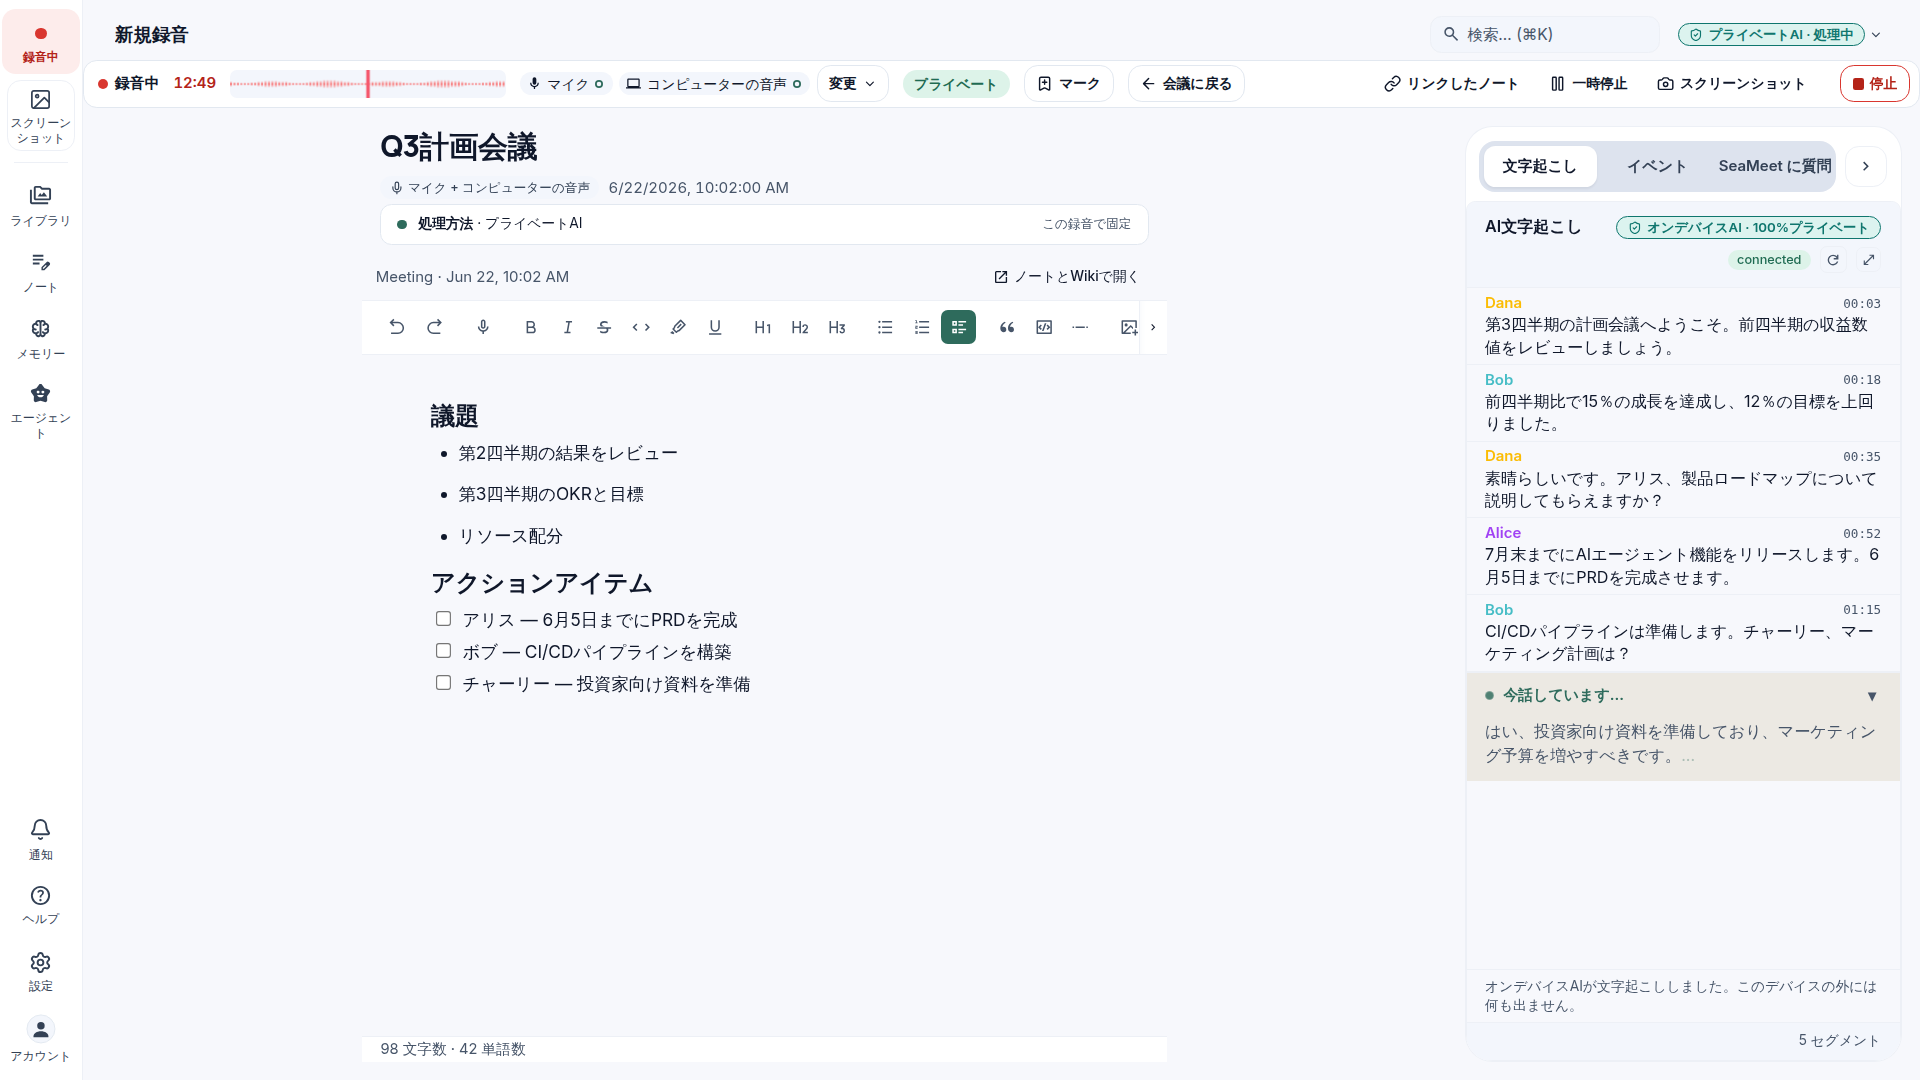 新規録音
検索... (⌘K)
プライベートAI · 処理中
録音中
スクリーン
ショット
ライブラリ
ノート
メモリー
エージェン
ト
通知
ヘルプ
設定
アカウント
録音中 12:49
マイク
コンピューターの音声
変更
プライベート
マーク
会議に戻る
リンクしたノート
一時停止
スクリーンショット
停止
Q3計画会議
マイク + コンピューターの音声
6/22/2026, 10:02:00 AM
処理方法 · プライベートAI
この録音で固定
Meeting · Jun 22, 10:02 AM
ノートとWikiで開く
B I S U H1 H2 H3
議題
第2四半期の結果をレビュー
第3四半期のOKRと目標
リソース配分
アクションアイテム
アリス — 6月5日までにPRDを完成
ボブ — CI/CDパイプラインを構築
チャーリー — 投資家向け資料を準備
98 文字数 · 42 単語数
文字起こし
イベント
SeaMeet に質問
AI文字起こし
オンデバイスAI · 100%プライベート
connected
Dana 00:03
第3四半期の計画会議へようこそ。前四半期の収益数
値をレビューしましょう。
Bob 00:18
前四半期比で15％の成長を達成し、12％の目標を上回
りました。
Dana 00:35
素晴らしいです。アリス、製品ロードマップについて
説明してもらえますか？
Alice 00:52
7月末までにAIエージェント機能をリリースします。6
月5日までにPRDを完成させます。
Bob 01:15
CI/CDパイプラインは準備します。チャーリー、マー
ケティング計画は？
今話しています...
はい、投資家向け資料を準備しており、マーケティン
グ予算を増やすべきです。...
オンデバイスAIが文字起こししました。このデバイスの外には
何も出ません。
5 セグメント